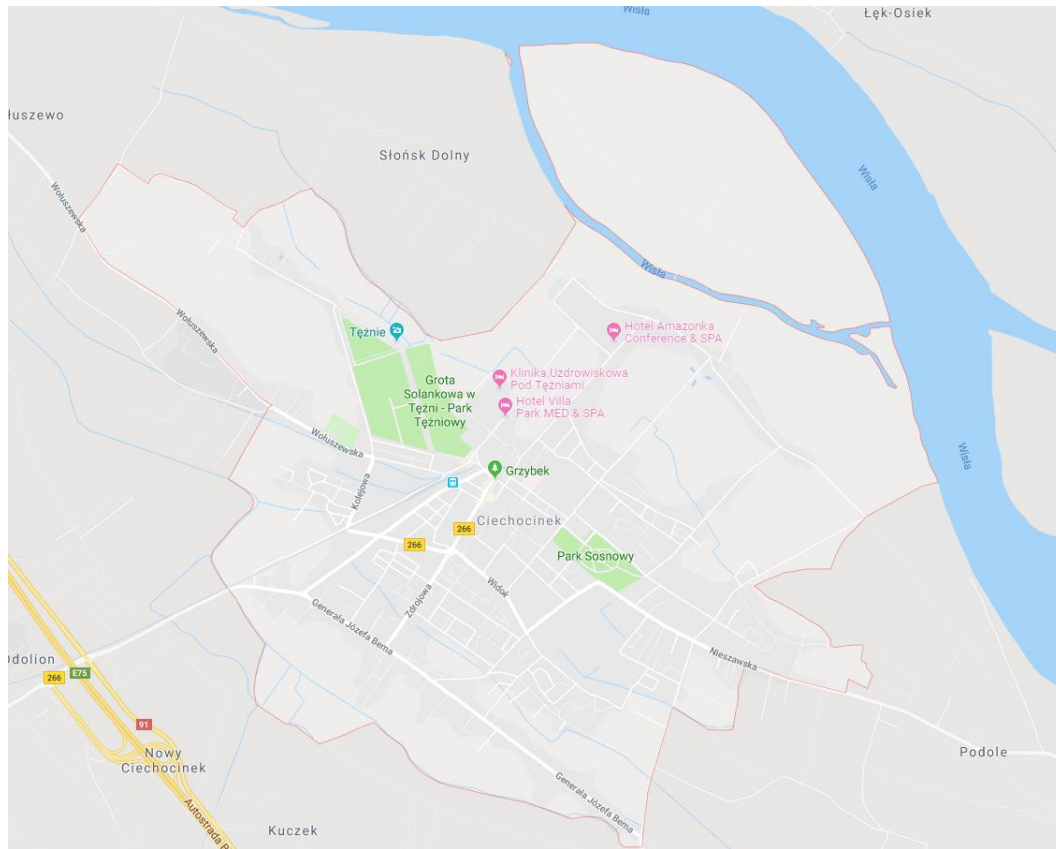 Wisła
Łęk-Osiek
łuszewo
Słońsk Dolny
Wisła
Wołuszewska
Wisła
Wołuszewska
Tężnie
Hotel Amazonka
Conference & SPA
Klinika Uzdrowiskowa
Pod Tężniami
Grota
Solankowa w
Tężni - Park
Tężniowy
Hotel Villa
Park MED & SPA
Wołuszewska
Wisła
Grzybek
Kolejowa
Ciechocinek
266
266
Park Sosnowy
Widok
Zdrojowa
Generała Józefa Bema
Nieszawska
Odolion
E75
266
91
Nowy
Ciechocinek
Podole
Generała Józefa Bema
Autostrada
Kuczek